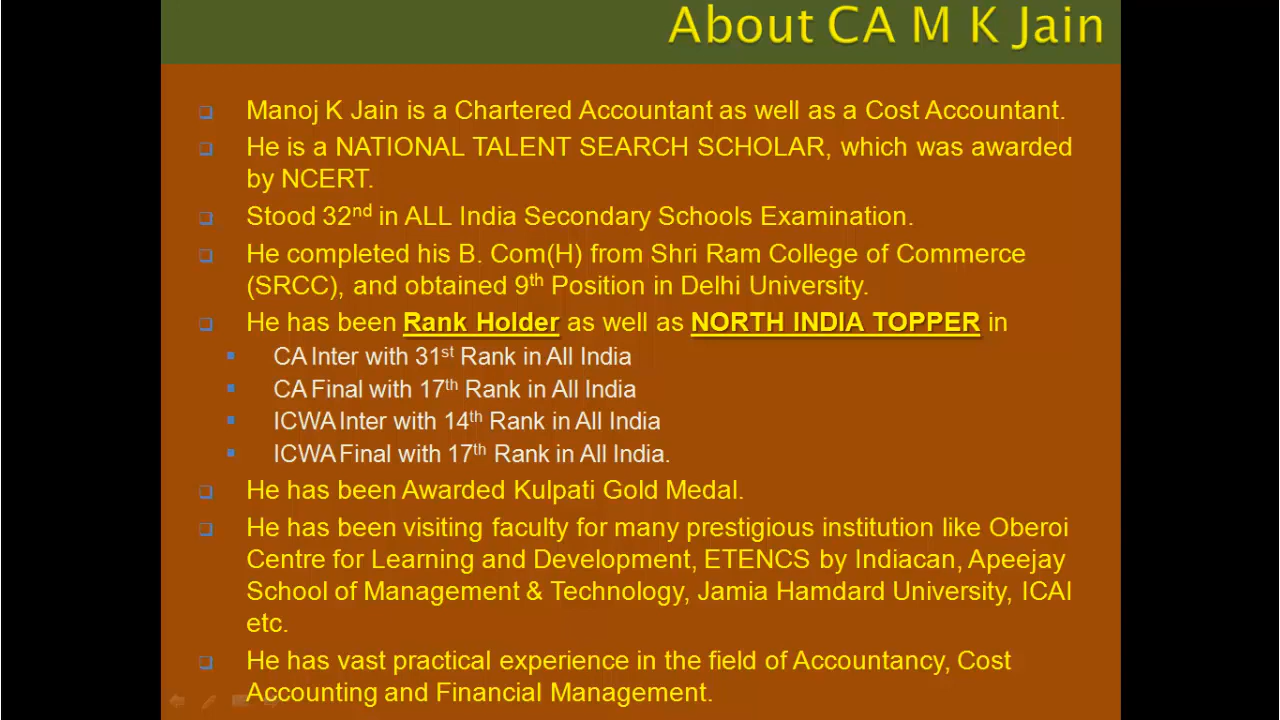 About CA M K Jain
Manoj K Jain is a Chartered Accountant as well as a Cost Accountant.
He is a NATIONAL TALENT SEARCH SCHOLAR, which was awarded
by NCERT.
Stood 32nd in ALL India Secondary Schools Examination.
He completed his B. Com(H) from Shri Ram College of Commerce
(SRCC), and obtained 9th Position in Delhi University.
He has been Rank Holder as well as NORTH INDIA TOPPER in
CA Inter with 31st Rank in All India
CA Final with 17th Rank in All India
ICWA Inter with 14th Rank in All India
ICWA Final with 17th Rank in All India.
He has been Awarded Kulpati Gold Medal.
He has been visiting faculty for many prestigious institution like Oberoi
Centre for Learning and Development, ETENCS by Indiacan, Apeejay
School of Management & Technology, Jamia Hamdard University, ICAI
etc.
He has vast practical experience in the field of Accountancy, Cost
Accounting and Financial Management.